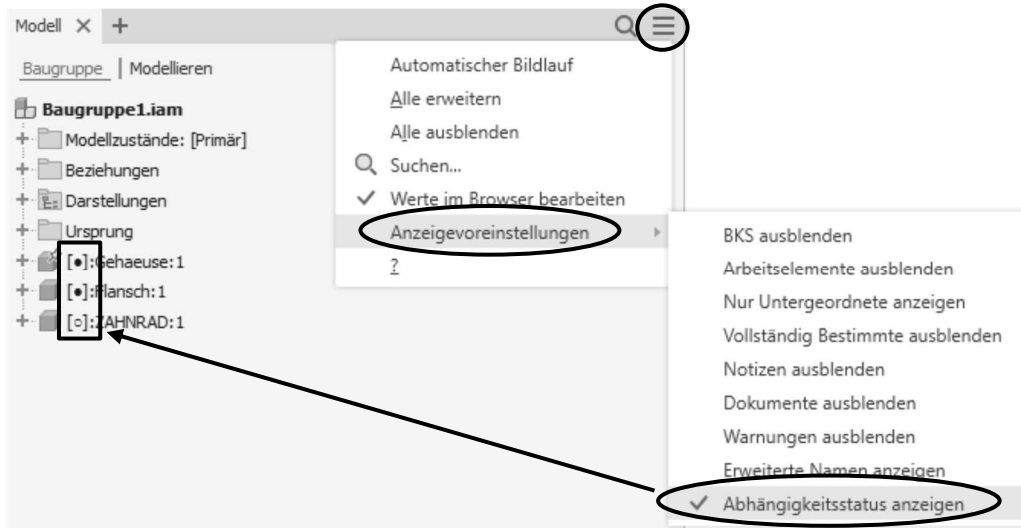 Modell
Baugruppe | Modellieren
Baugruppe1.iam
Modellzustände: [Primär]
Beziehungen
Darstellungen
Ursprung
[●]:Gehaeuse:1
[●]:Flansch:1
[○]:ZAHNRAD:1
Automatischer Bildlauf
Alle erweitern
Alle ausblenden
Suchen...
Werte im Browser bearbeiten
Anzeigevoreinstellungen
?
BKS ausblenden
Arbeitselemente ausblenden
Nur Untergeordnete anzeigen
Vollständig Bestimmte ausblenden
Notizen ausblenden
Dokumente ausblenden
Warnungen ausblenden
Erweiterte Namen anzeigen
Abhängigkeitsstatus anzeigen